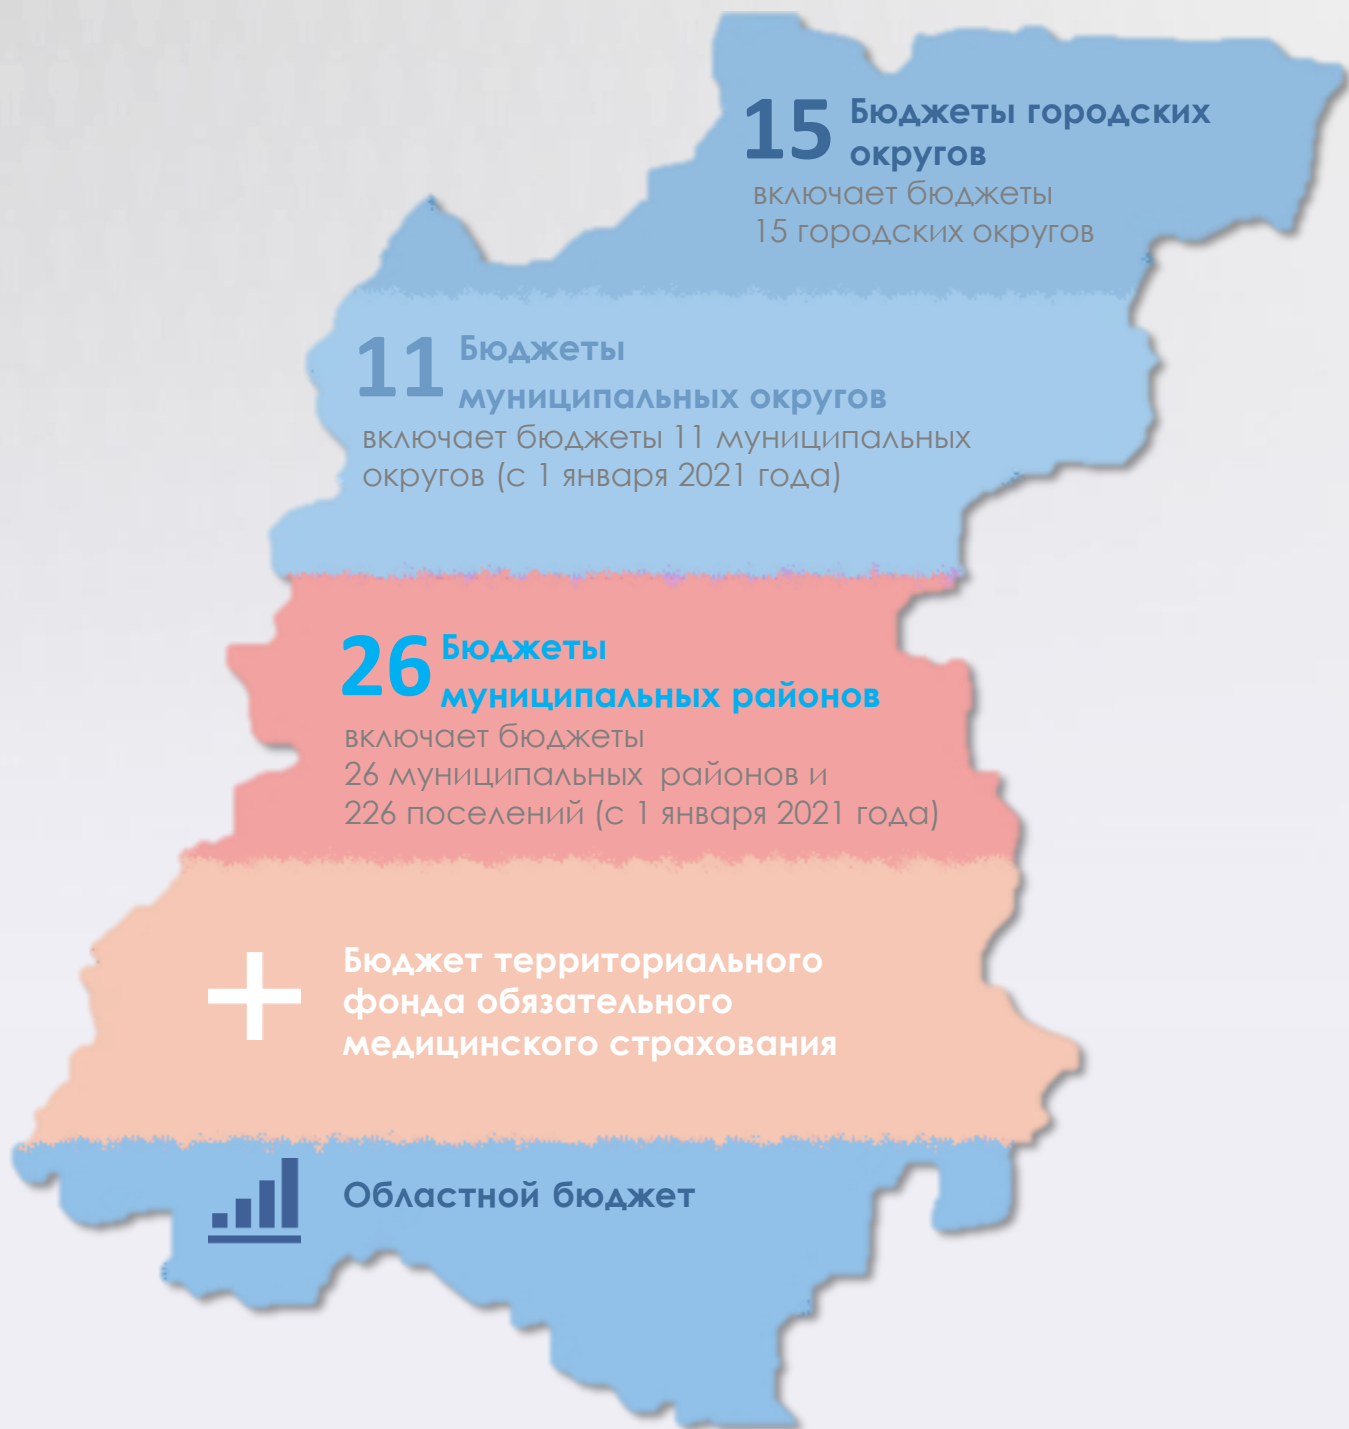 15 Бюджеты городских
округов
включает бюджеты
15 городских округов
11 Бюджеты
муниципальных округов
включает бюджеты 11 муниципальных
округов (с 1 января 2021 года)
26 Бюджеты
муниципальных районов
включает бюджеты
26 муниципальных районов и
226 поселений (с 1 января 2021 года)
Бюджет территориального
фонда обязательного
медицинского страхования
Областной бюджет